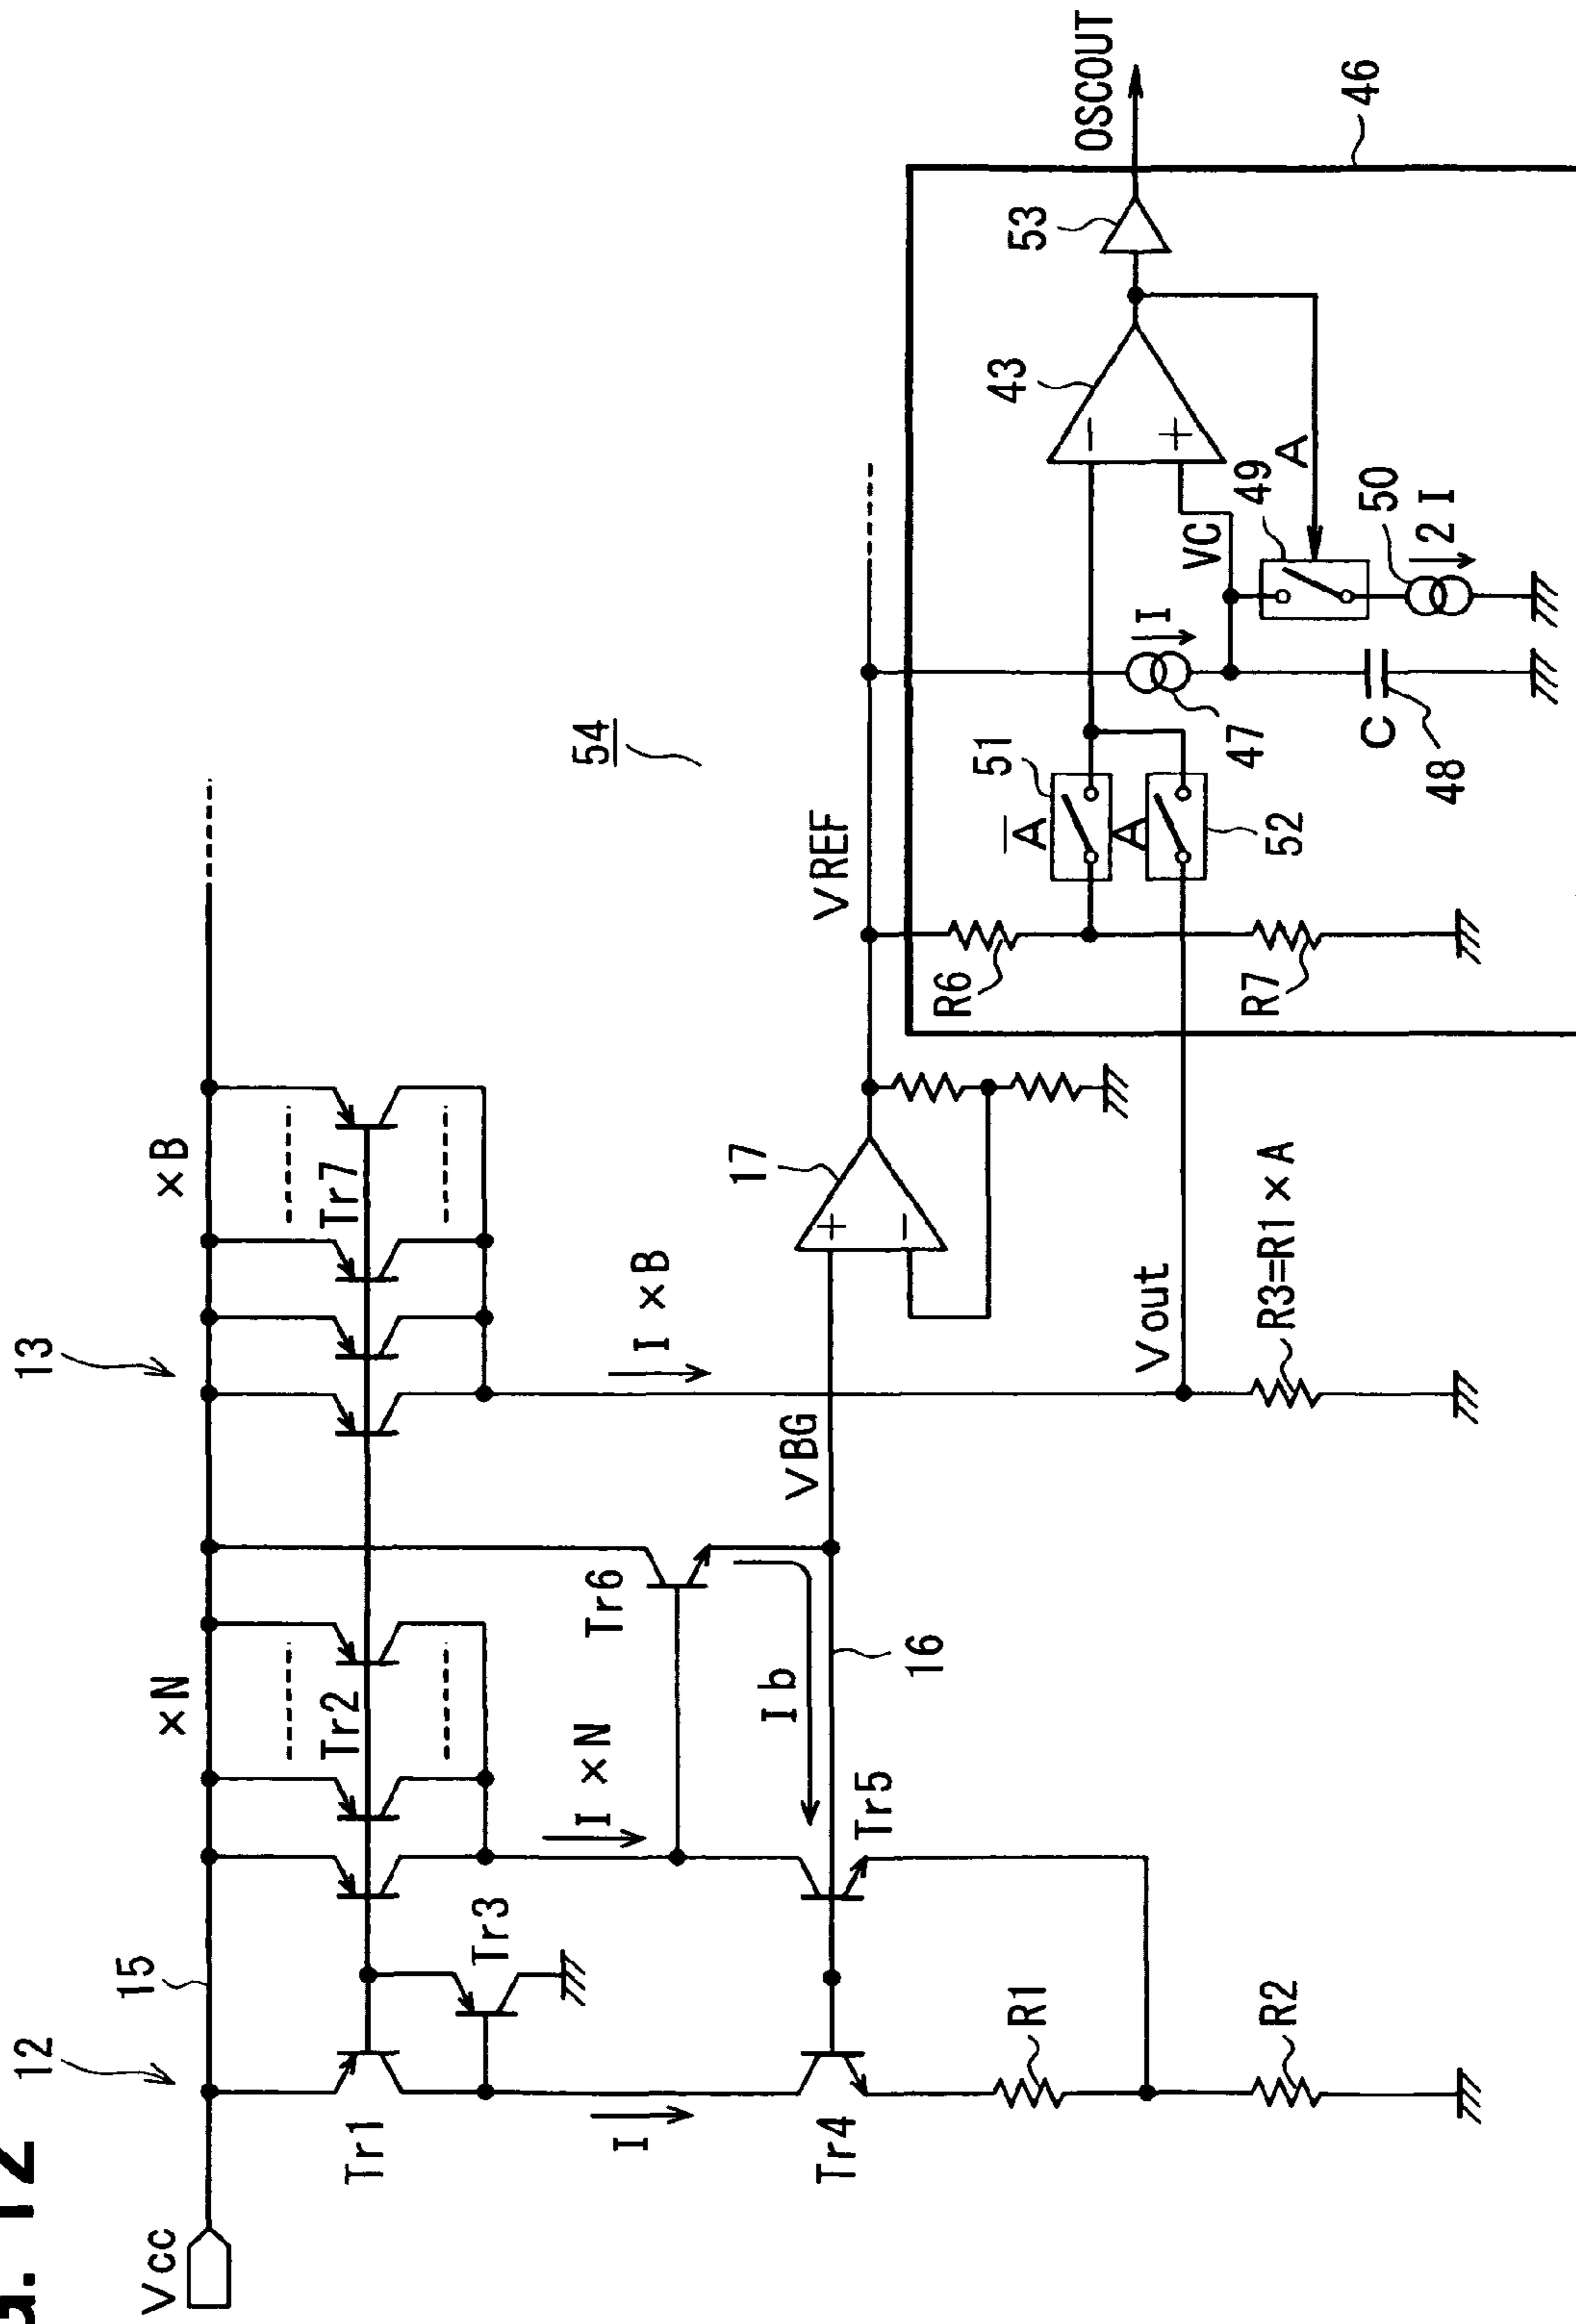 12
13
Vcc
15
×N
×B
Tr1
Tr2
Tr7
Tr3
I
I ×N
Tr6
I ×B
54
Tr4
Tr5
Ib
16
VBG
17
VREF
R1
R2
Vout
R3=R1×A
R6
R7
51
A
A
52
47
I
C
48
VC
49
A
50
2I
43
53
OSCOUT
46